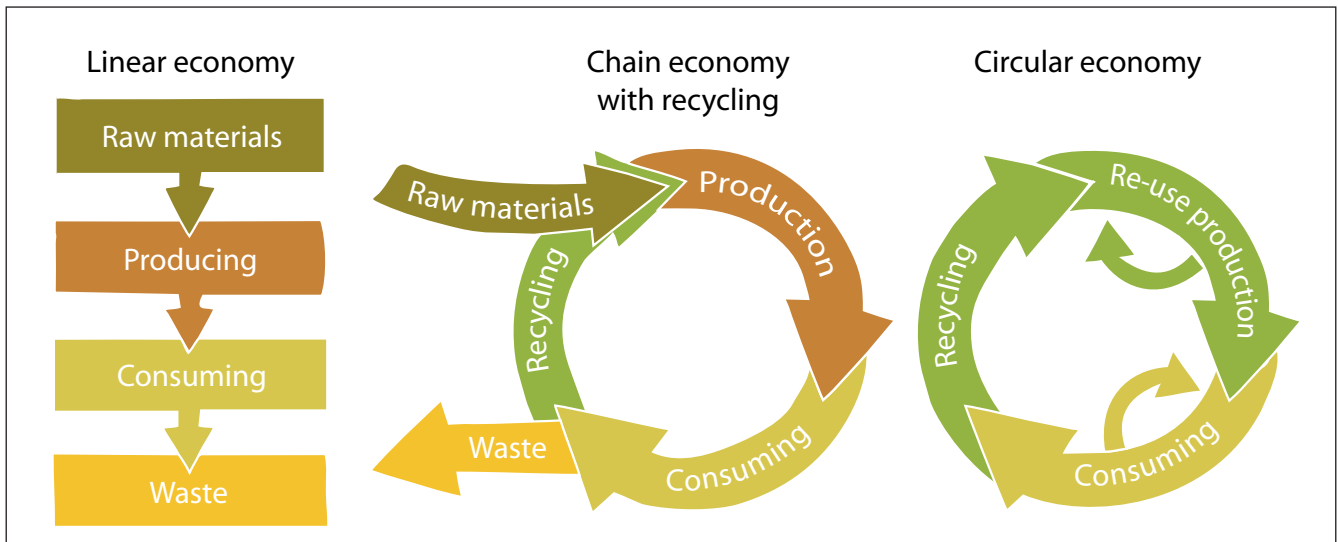 Linear economy
Raw materials
Producing
Consuming
Waste
Chain economy
with recycling
Raw materials
Production
Recycling
Waste
Consuming
Circular economy
Re-use production
Recycling
Consuming